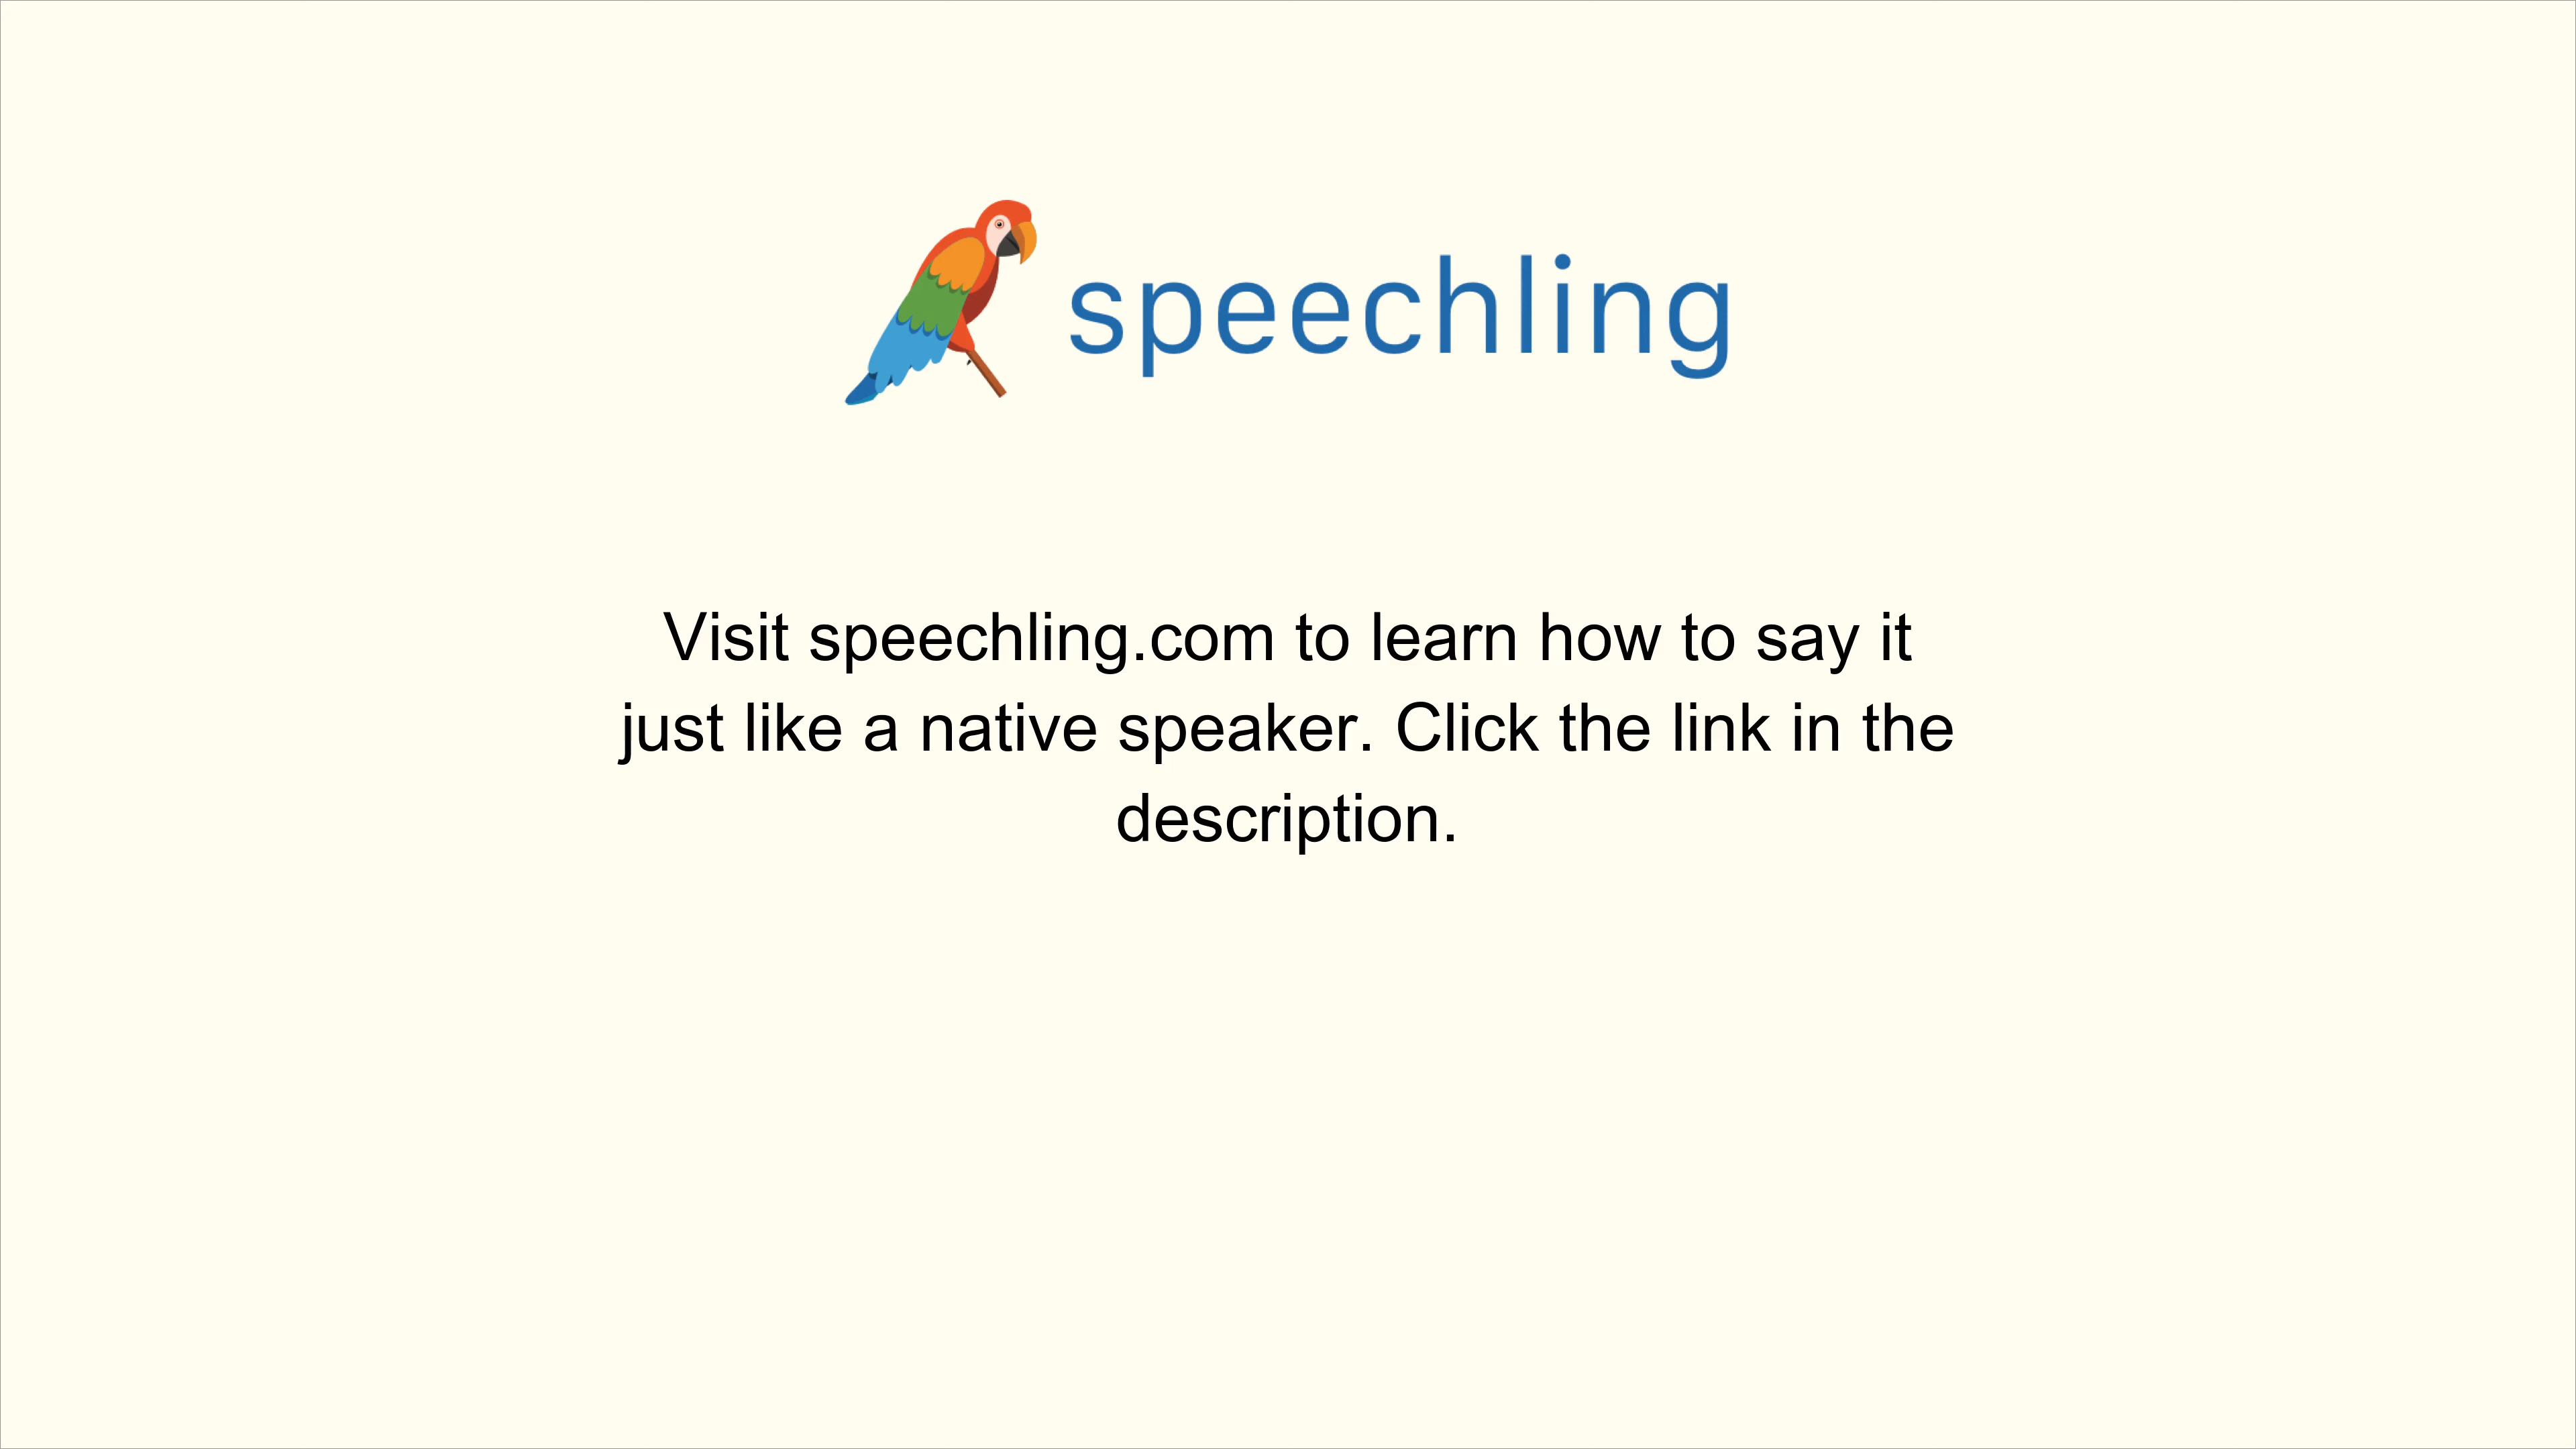 speechling
Visit speechling.com to learn how to say it
just like a native speaker. Click the link in the
description.